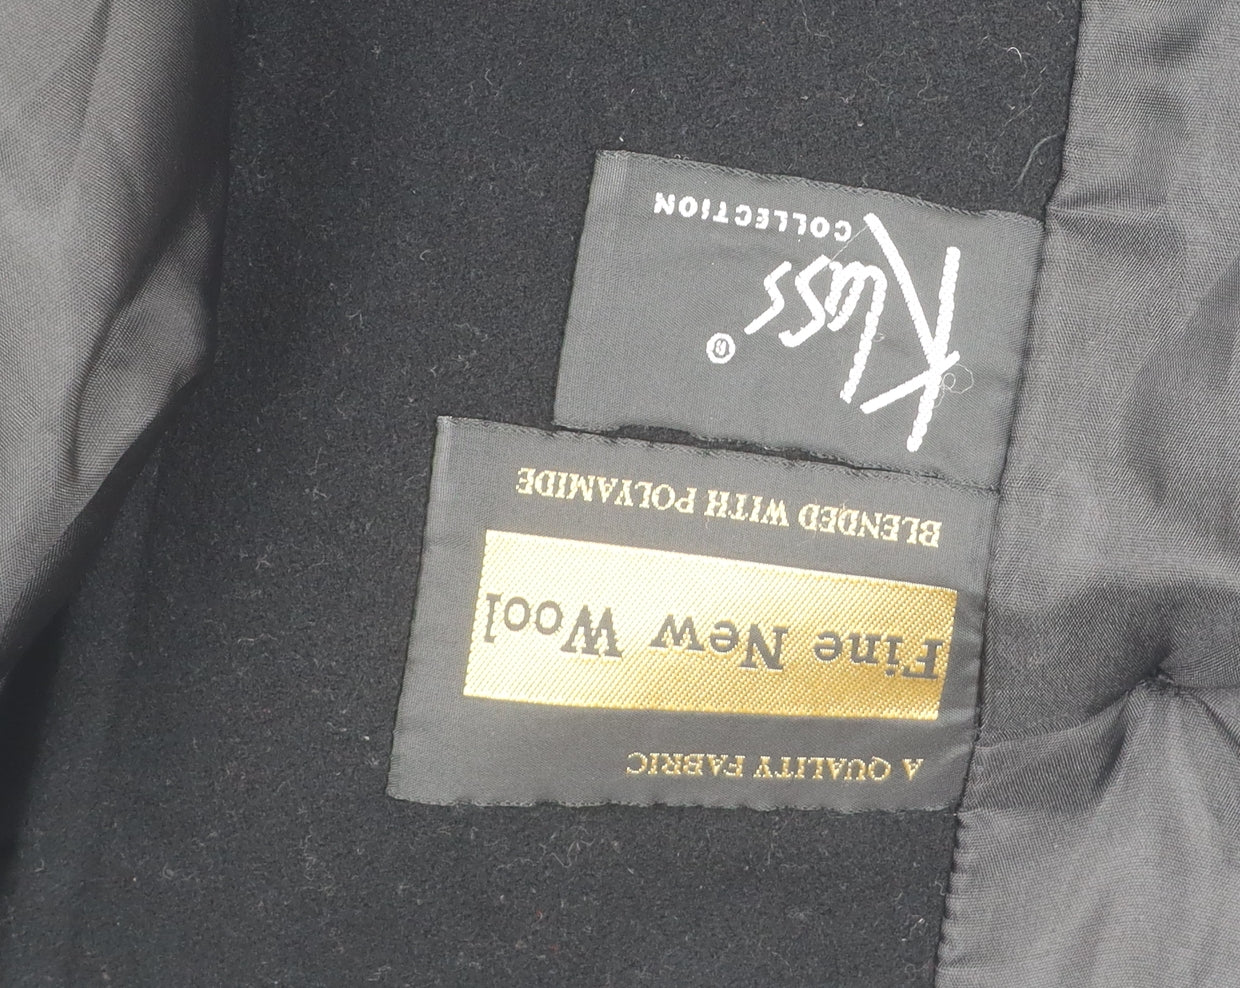 A QUALITY FABRIC
Fine New Wool
BLENDED WITH POLYAMIDE
Klass®
COLLECTION